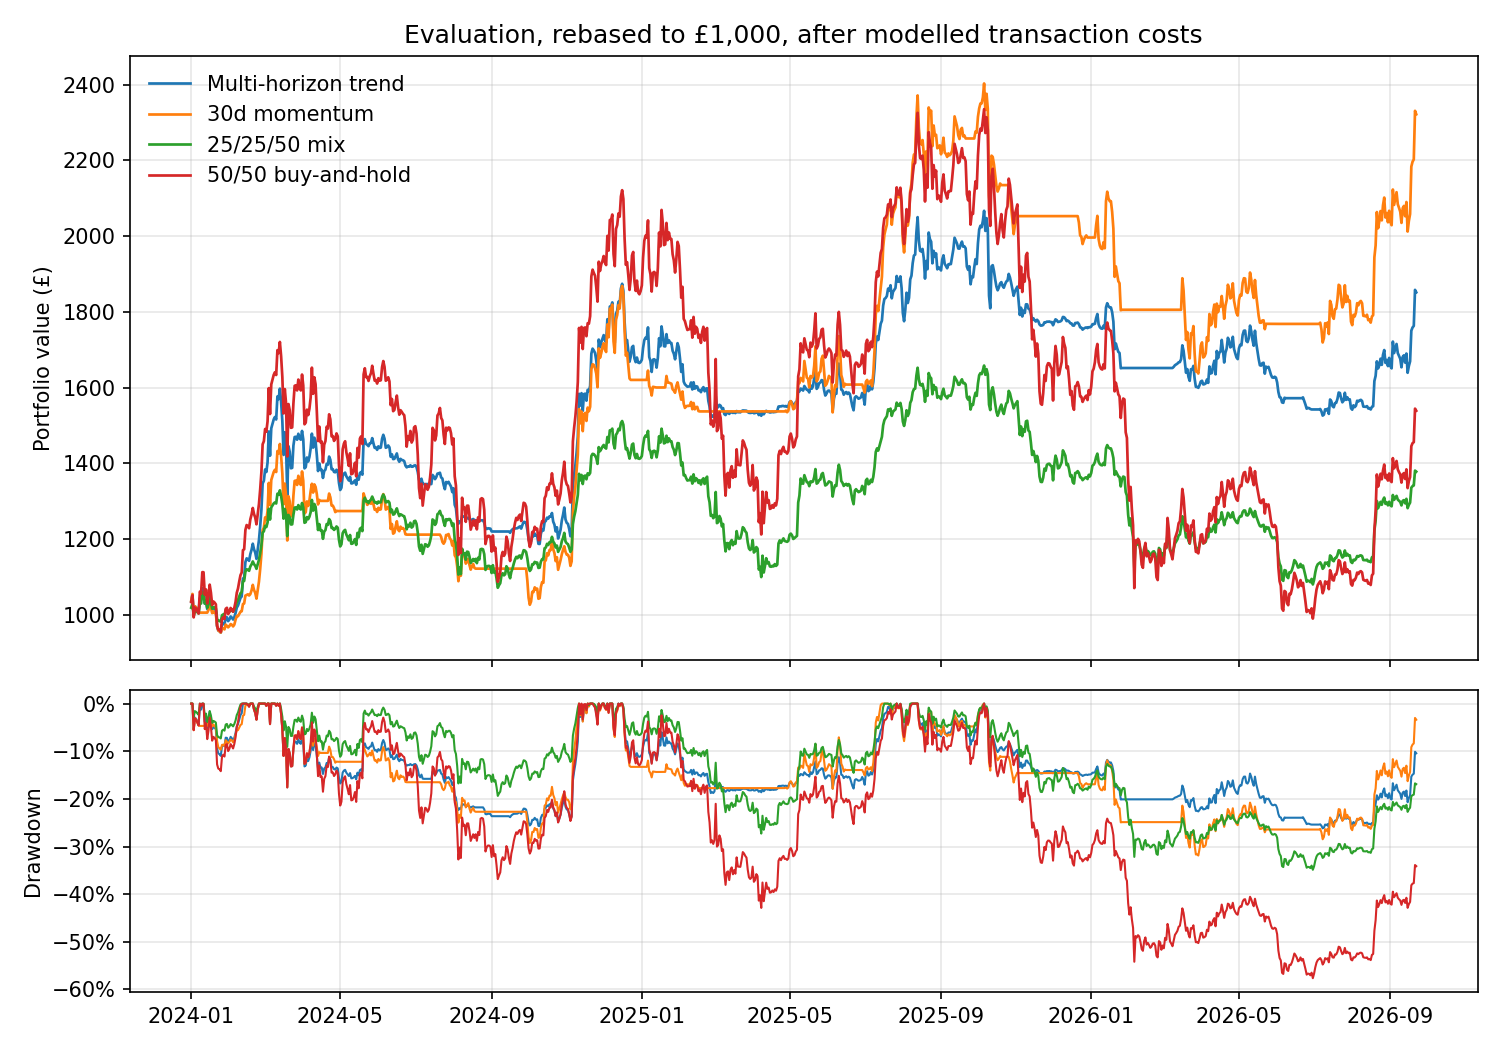 Evaluation, rebased to £1,000, after modelled transaction costs
Multi-horizon trend
30d momentum
25/25/50 mix
50/50 buy-and-hold
Portfolio value (£)
2400
2200
2000
1800
1600
1400
1200
1000
Drawdown
0%
−10%
−20%
−30%
−40%
−50%
−60%
2024-01 2024-05 2024-09 2025-01 2025-05 2025-09 2026-01 2026-05 2026-09